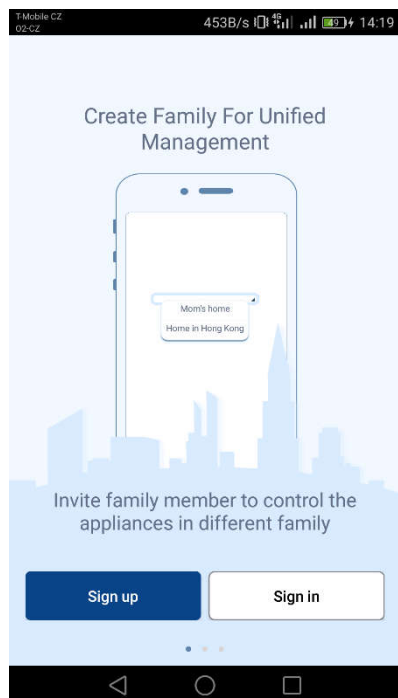 T-Mobile CZ
O2-CZ
453B/s 4G 49 14:19
Create Family For Unified
Management
Mom's home
Home in Hong Kong
Invite family member to control the
appliances in different family
Sign up
Sign in